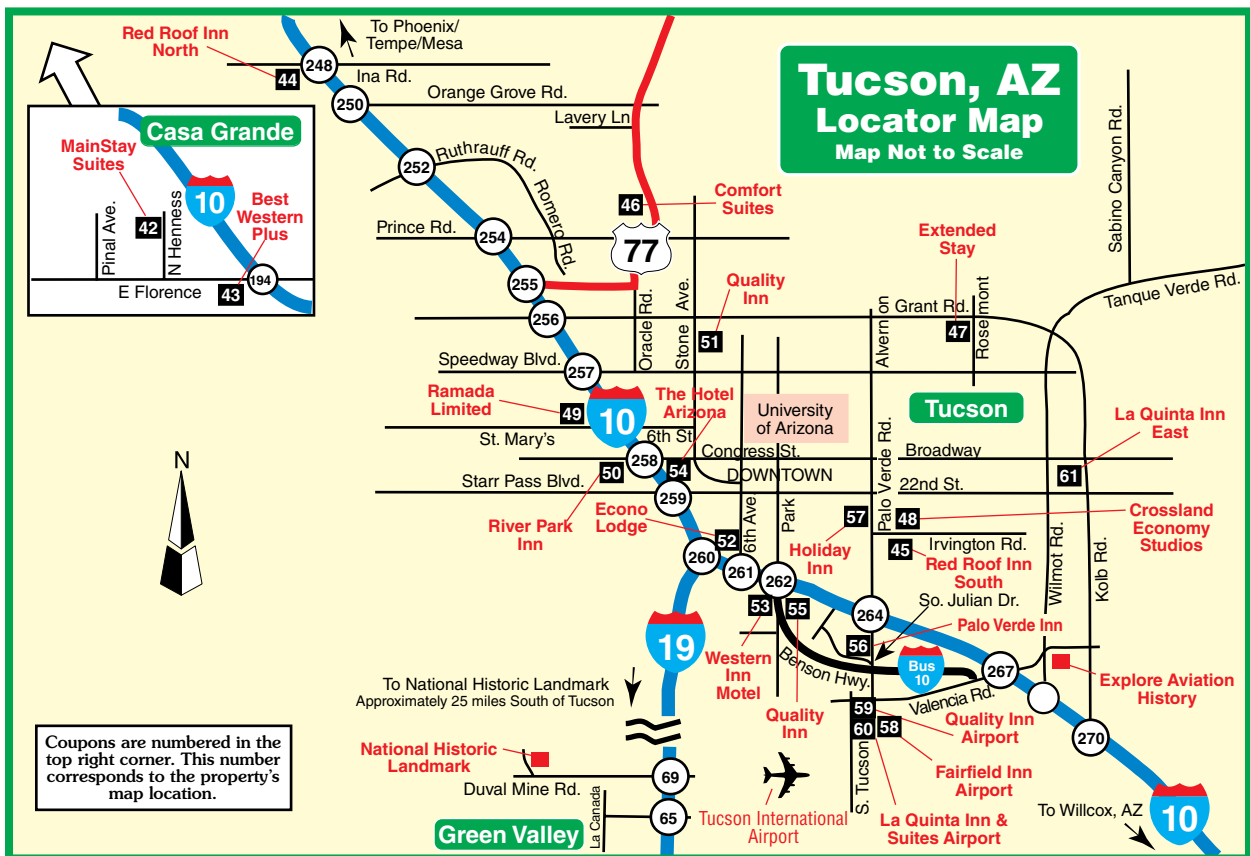 Tucson, AZ
Locator Map
Map Not to Scale
Red Roof Inn
North
44
248
To Phoenix/
Tempe/Mesa
Ina Rd.
250
Orange Grove Rd.
Lavery Ln
Casa Grande
MainStay
Suites
42
Pinal Ave.
N Henness
10
Best
Western
Plus
194
E Florence
43
252
Ruthrauff Rd.
Romero Rd.
46
Comfort
Suites
Prince Rd.
254
77
Sabino Canyon Rd.
Extended
Stay
255
Quality
Inn
Tanque Verde Rd.
256
Oracle Rd.
Stone Ave.
51
Alvernon
Grant Rd.
47
Rosemont
Speedway Blvd.
257
Ramada
Limited
49
10
The Hotel
Arizona
University
of Arizona
Tucson
La Quinta Inn
East
St. Mary's
6th St.
Congress St.
Palo Verde Rd.
Broadway
258
50
54
DOWNTOWN
61
N
Starr Pass Blvd.
259
22nd St.
River Park
Inn
Econo
Lodge
52
6th Ave.
Park
57
48
Crossland
Economy
Studios
Holiday
Inn
Irvington Rd.
45
Red Roof Inn
South
Wilmot Rd.
Kolb Rd.
260
261
262
53
55
264
So. Julian Dr.
56
Palo Verde Inn
19
Western
Inn
Motel
Benson Hwy.
Bus
10
267
Explore Aviation
History
To National Historic Landmark
Approximately 25 miles South of Tucson
Valencia Rd.
Quality
Inn
59
Quality Inn
Airport
60
58
270
Coupons are numbered in the
top right corner. This number
corresponds to the property's
map location.
National Historic
Landmark
69
Duval Mine Rd.
Fairfield Inn
Airport
S. Tucson
65
La Canada
Green Valley
Tucson International
Airport
La Quinta Inn &
Suites Airport
To Willcox, AZ
10